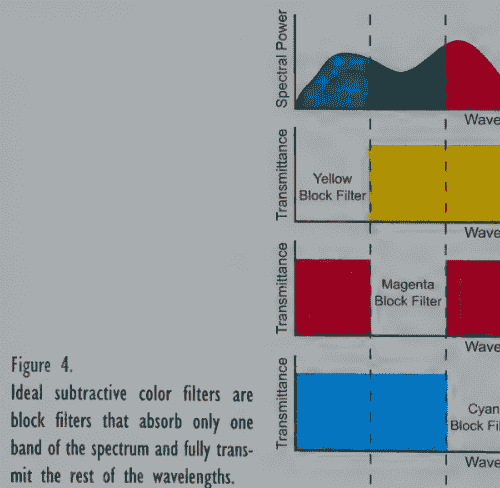 Spectral Power
Wave
Transmittance
Yellow
Block Filter
Wave
Transmittance
Magenta
Block Filter
Wave
Transmittance
Cyan
Block Fil
Wave
Figure 4.
Ideal subtractive color filters are
block filters that absorb only one
band of the spectrum and fully trans-
mit the rest of the wavelengths.